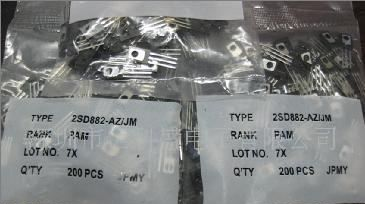 TYPE 2SD882-AZ/JM
RANK PAM
LOT NO. 7X
Q'TY 200 PCS JPMY
TYPE 2SD882-AZ/JM
RANK PAM
LOT NO. 7X
Q'TY 200 PCS JPMY